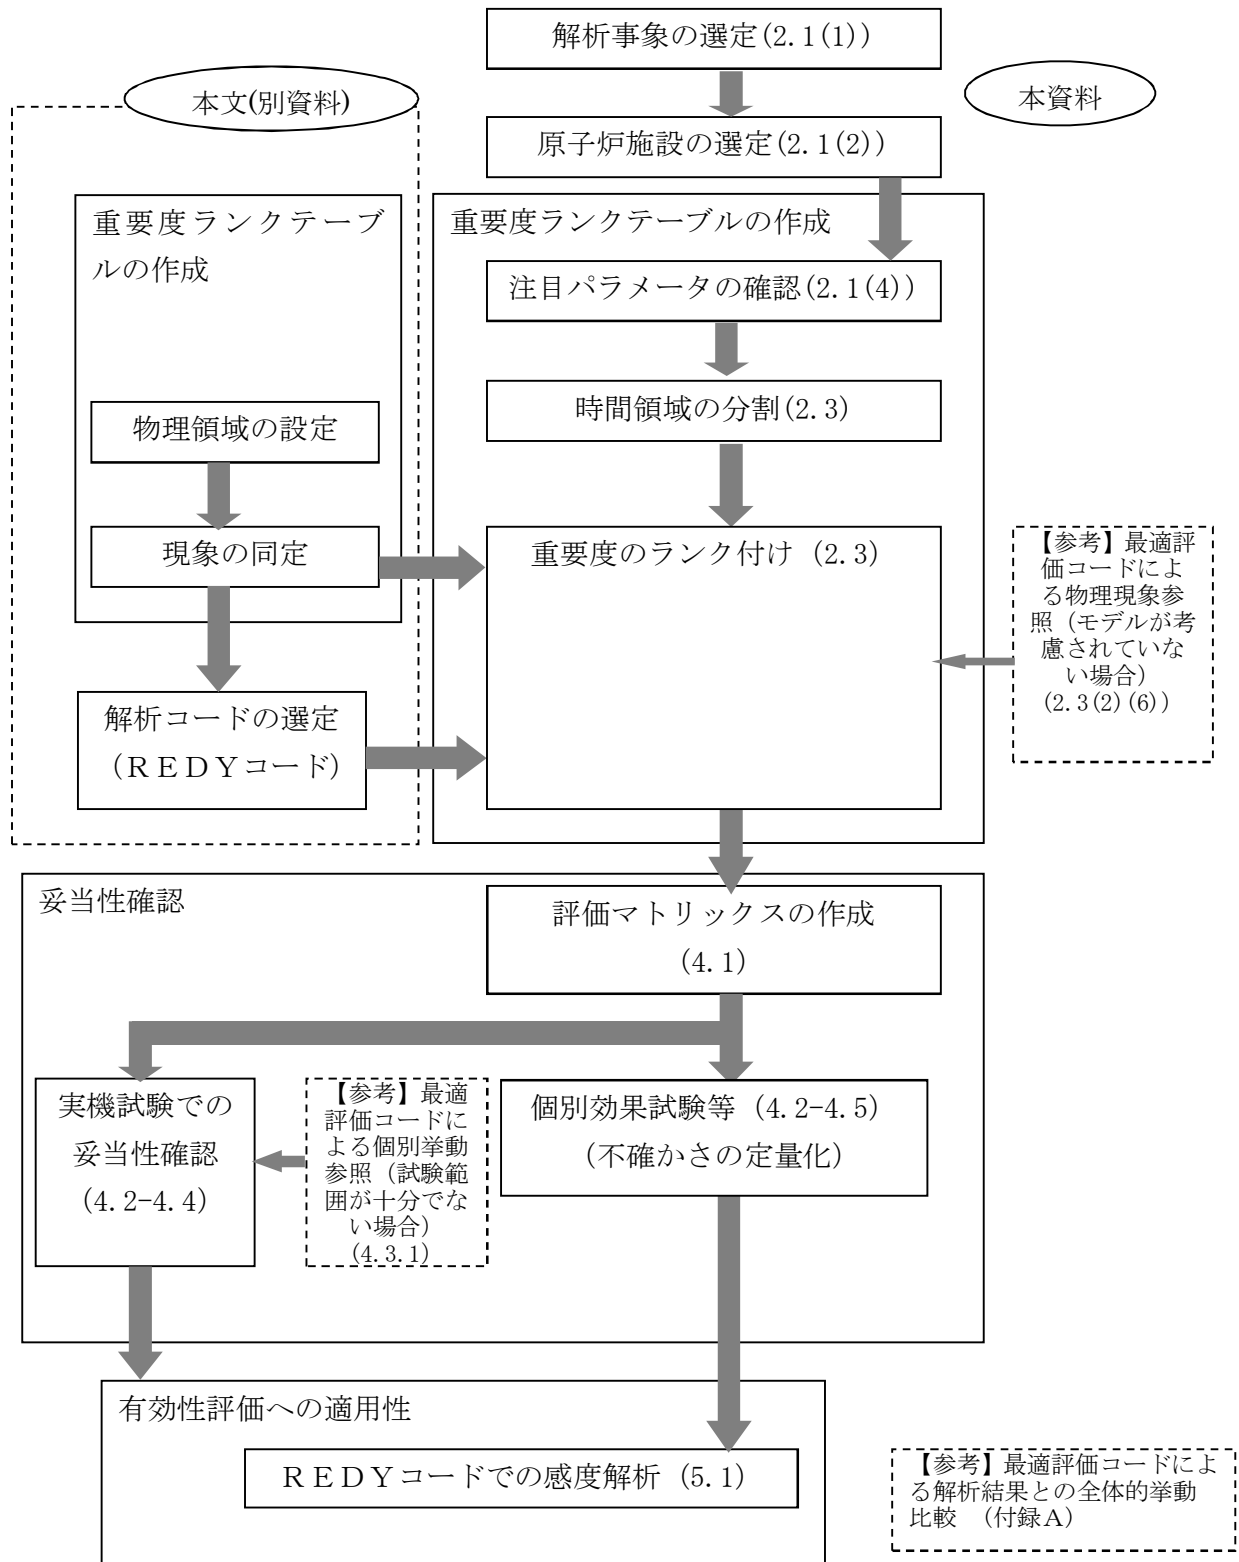 解析事象の選定(2.1(1))
本文(別資料)
本資料
原子炉施設の選定(2.1(2))
重要度ランクテーブ
ルの作成
重要度ランクテーブルの作成
注目パラメータの確認(2.1(4))
時間領域の分割(2.3)
物理領域の設定
現象の同定
重要度のランク付け (2.3)
【参考】最適評
価コードによ
る物理現象参
照（モデルが考
慮されていな
い場合）
(2.3(2)(6))
解析コードの選定
（ＲＥＤＹコード）
妥当性確認
評価マトリックスの作成
(4.1)
実機試験での
妥当性確認
(4.2-4.4)
【参考】最適
評価コードに
よる個別挙動
参照（試験範
囲が十分でな
い場合）
(4.3.1)
個別効果試験等 (4.2-4.5)
(不確かさの定量化)
有効性評価への適用性
ＲＥＤＹコードでの感度解析 (5.1)
【参考】最適評価コードによ
る解析結果との全体的挙動
比較　（付録Ａ）